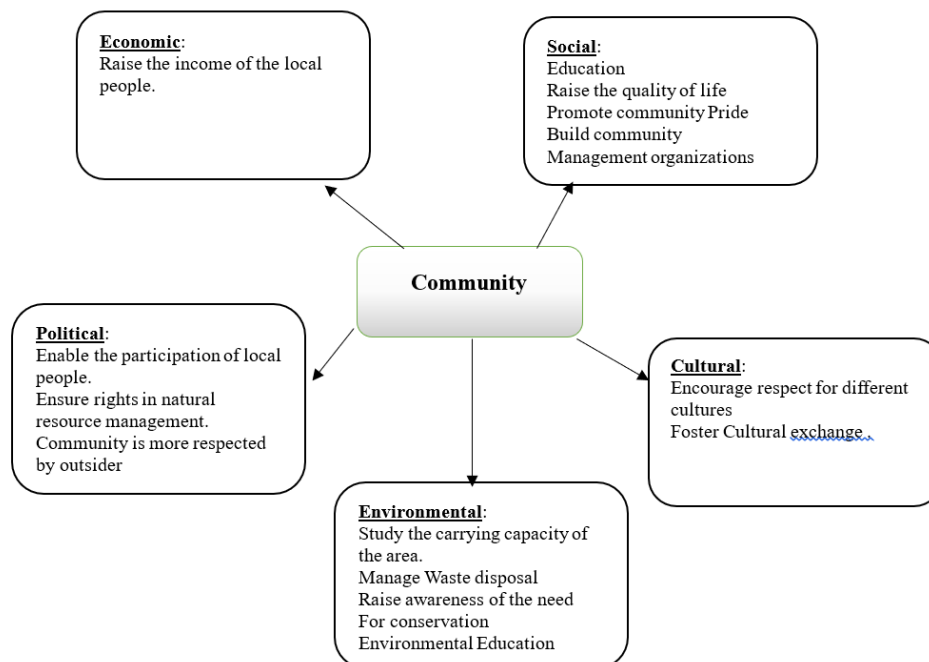 Economic:
Raise the income of the local
people.
Social:
Education
Raise the quality of life
Promote community Pride
Build community
Management organizations
Community
Political:
Enable the participation of local
people.
Ensure rights in natural
resource management.
Community is more respected
by outsider
Cultural:
Encourage respect for different
cultures
Foster Cultural exchange .
Environmental:
Study the carrying capacity of
the area.
Manage Waste disposal
Raise awareness of the need
For conservation
Environmental Education